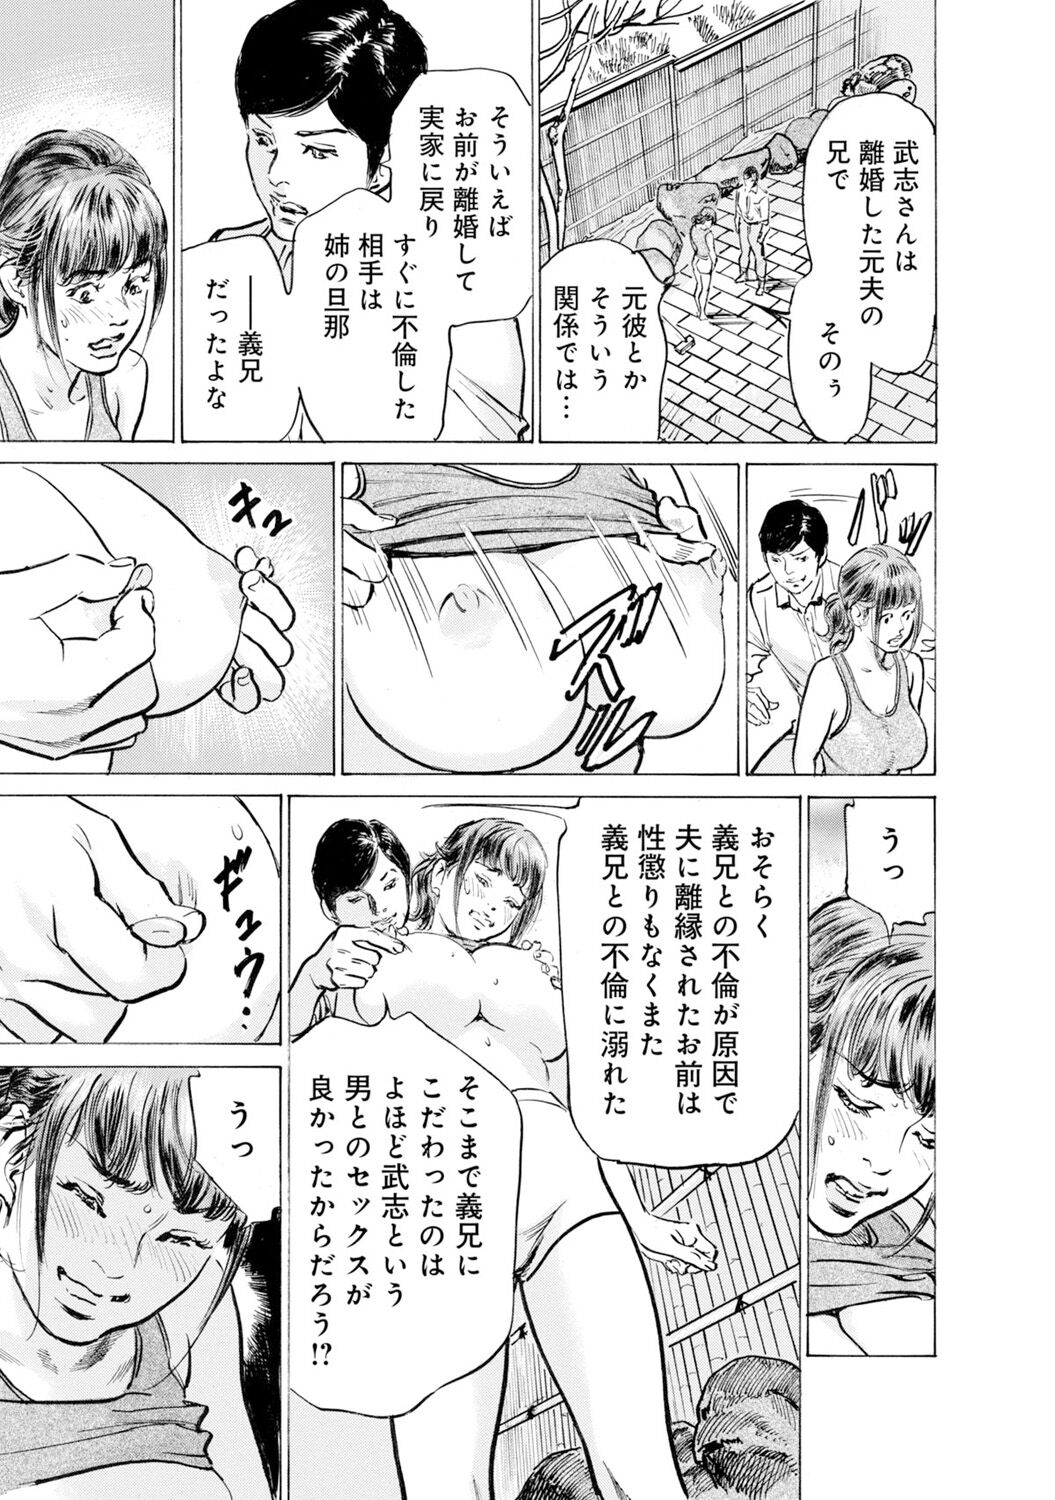 武志さんは
離婚した元夫の
兄で
そのぅ
元彼とか
そういう
関係では…
そういえば
お前が離婚して
実家に戻り
すぐに不倫した
相手は
姉の旦那
――義兄
だったよな
バッ
ズルッ
キュ
うっ
おそらく
義兄との不倫が原因で
夫に離縁されたお前は
性懲りもなくまた
義兄との不倫に溺れた
そこまで義兄に
こだわったのは
よほど武志という
男とのセックスが
良かったからだろう!?
ギュウ…
うっ